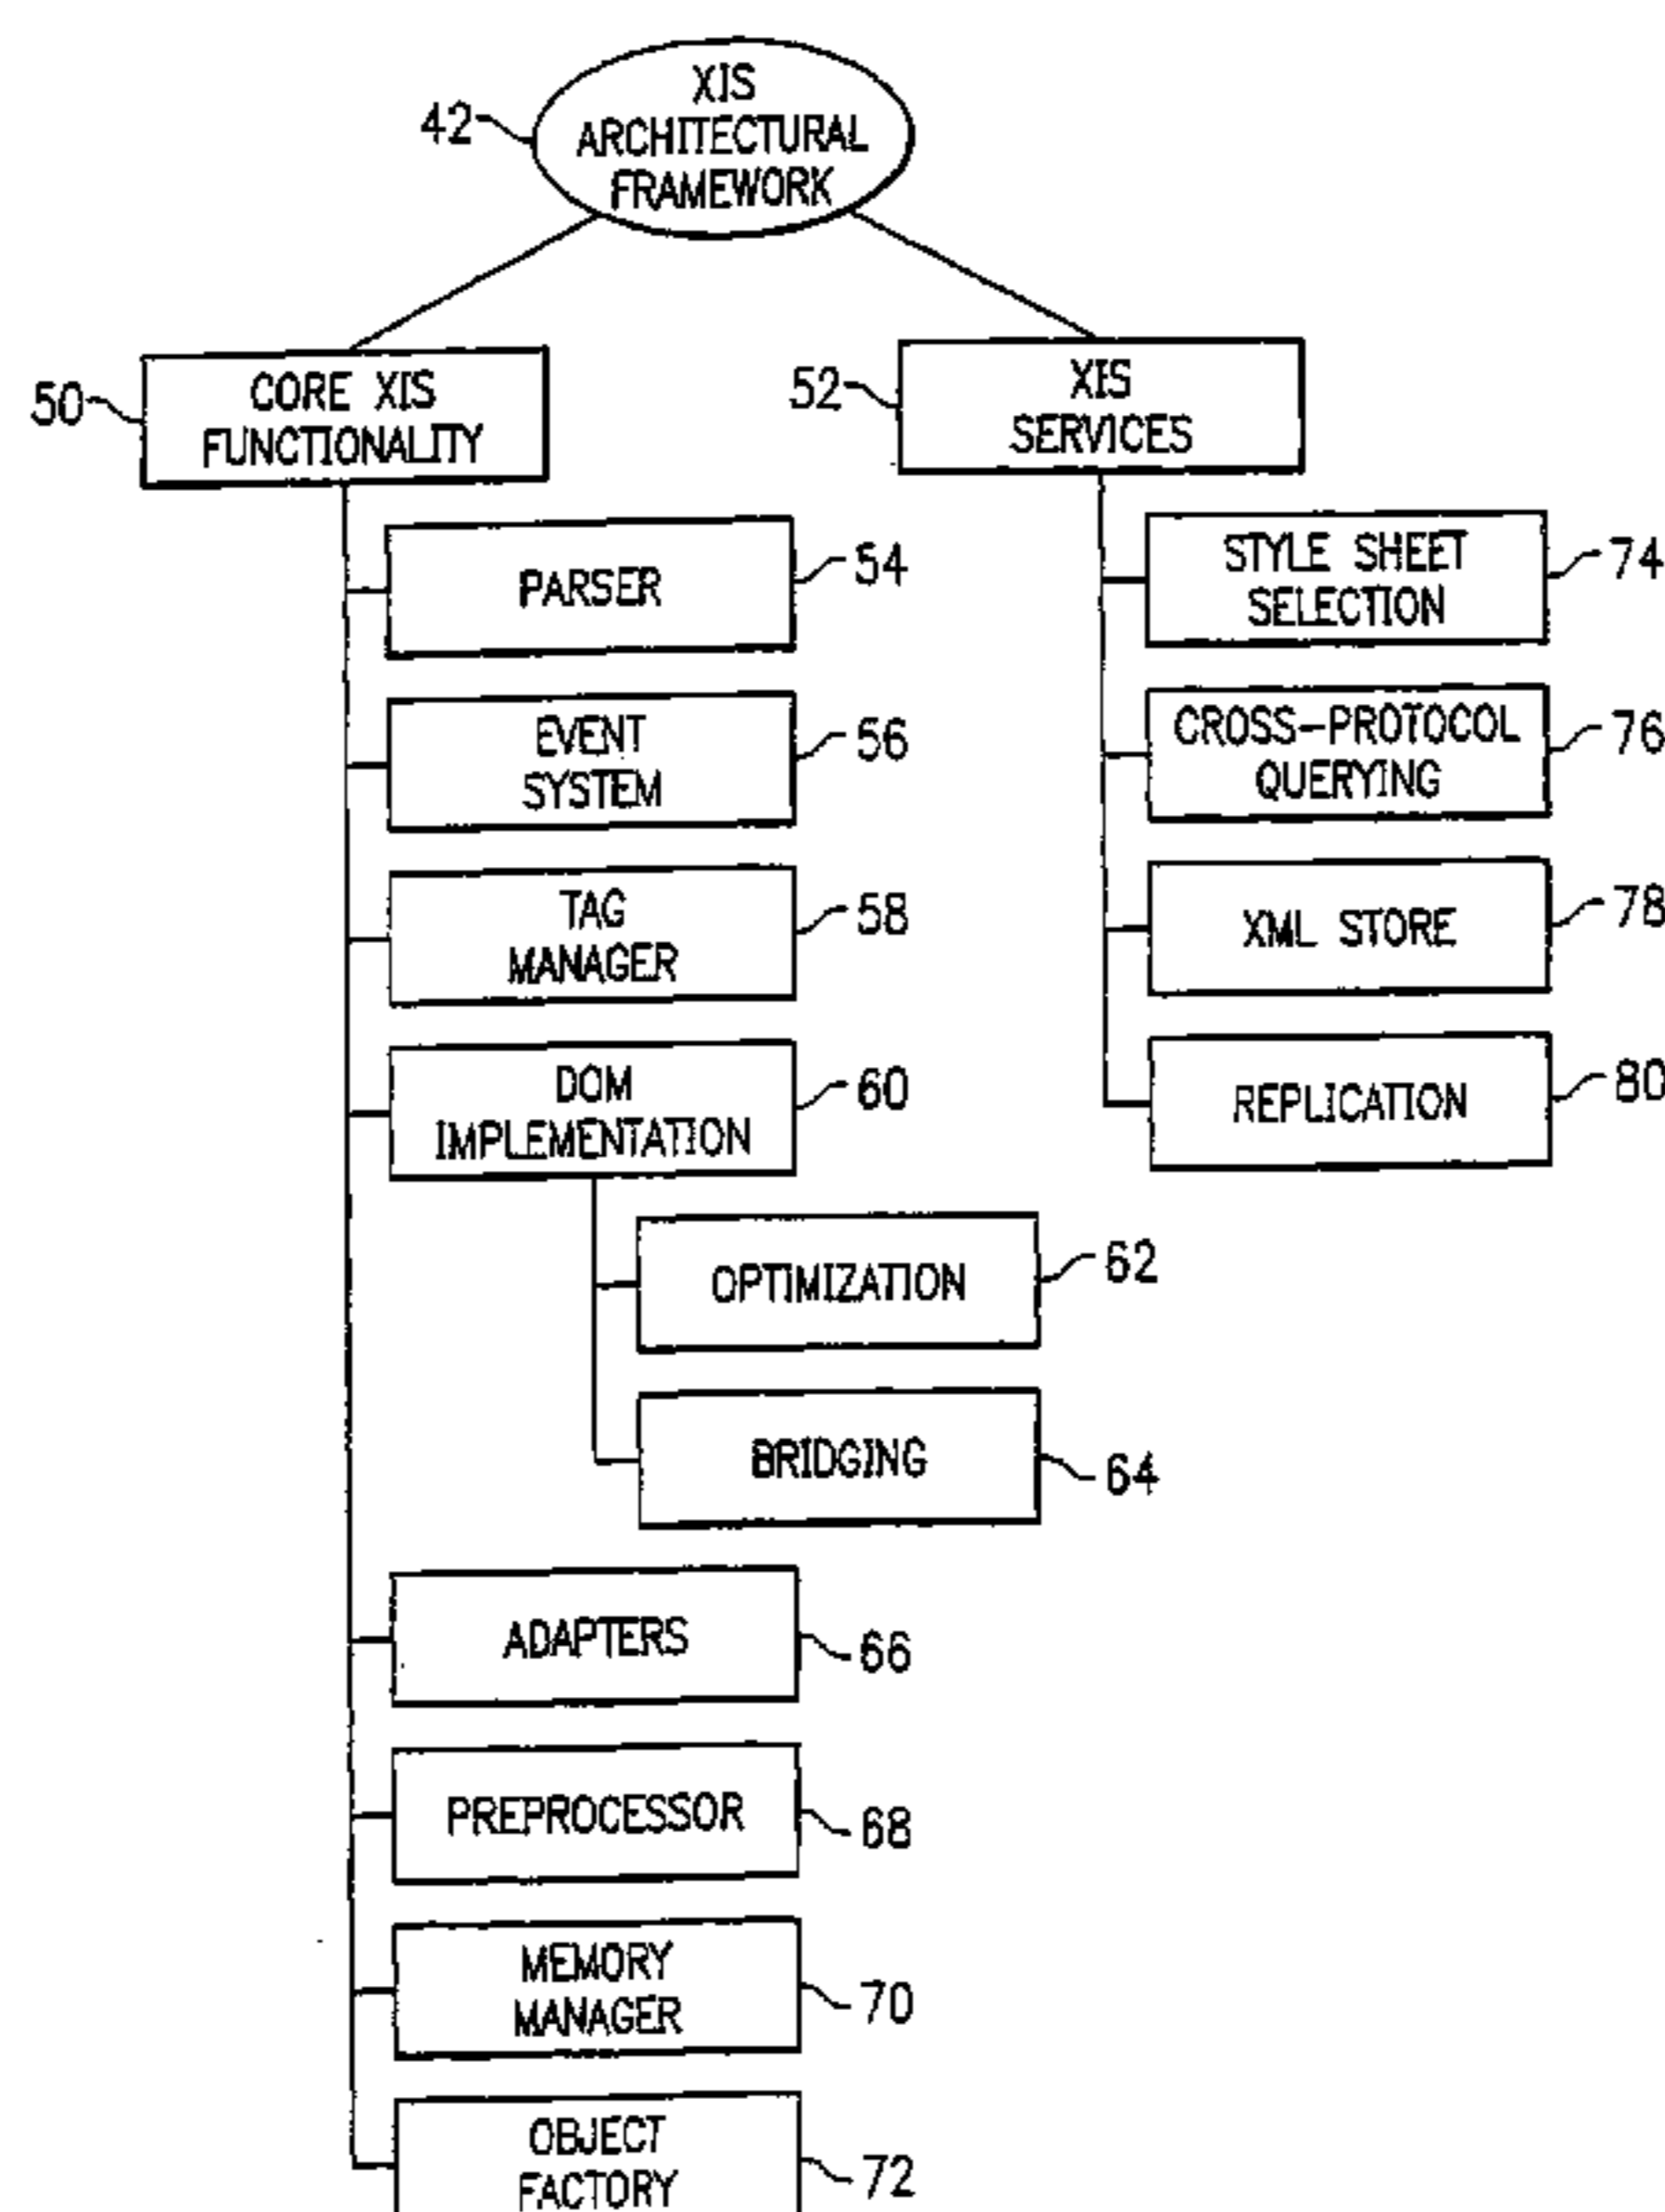 XIS
ARCHITECTURAL
FRAMEWORK
42
CORE XIS
FUNCTIONALITY
50
XIS
SERVICES
52
PARSER
54
EVENT
SYSTEM
56
TAG
MANAGER
58
DOM
IMPLEMENTATION
60
OPTIMIZATION
62
BRIDGING
64
ADAPTERS
66
PREPROCESSOR
68
MEMORY
MANAGER
70
OBJECT
FACTORY
72
STYLE SHEET
SELECTION
74
CROSS-PROTOCOL
QUERYING
76
XML STORE
78
REPLICATION
80